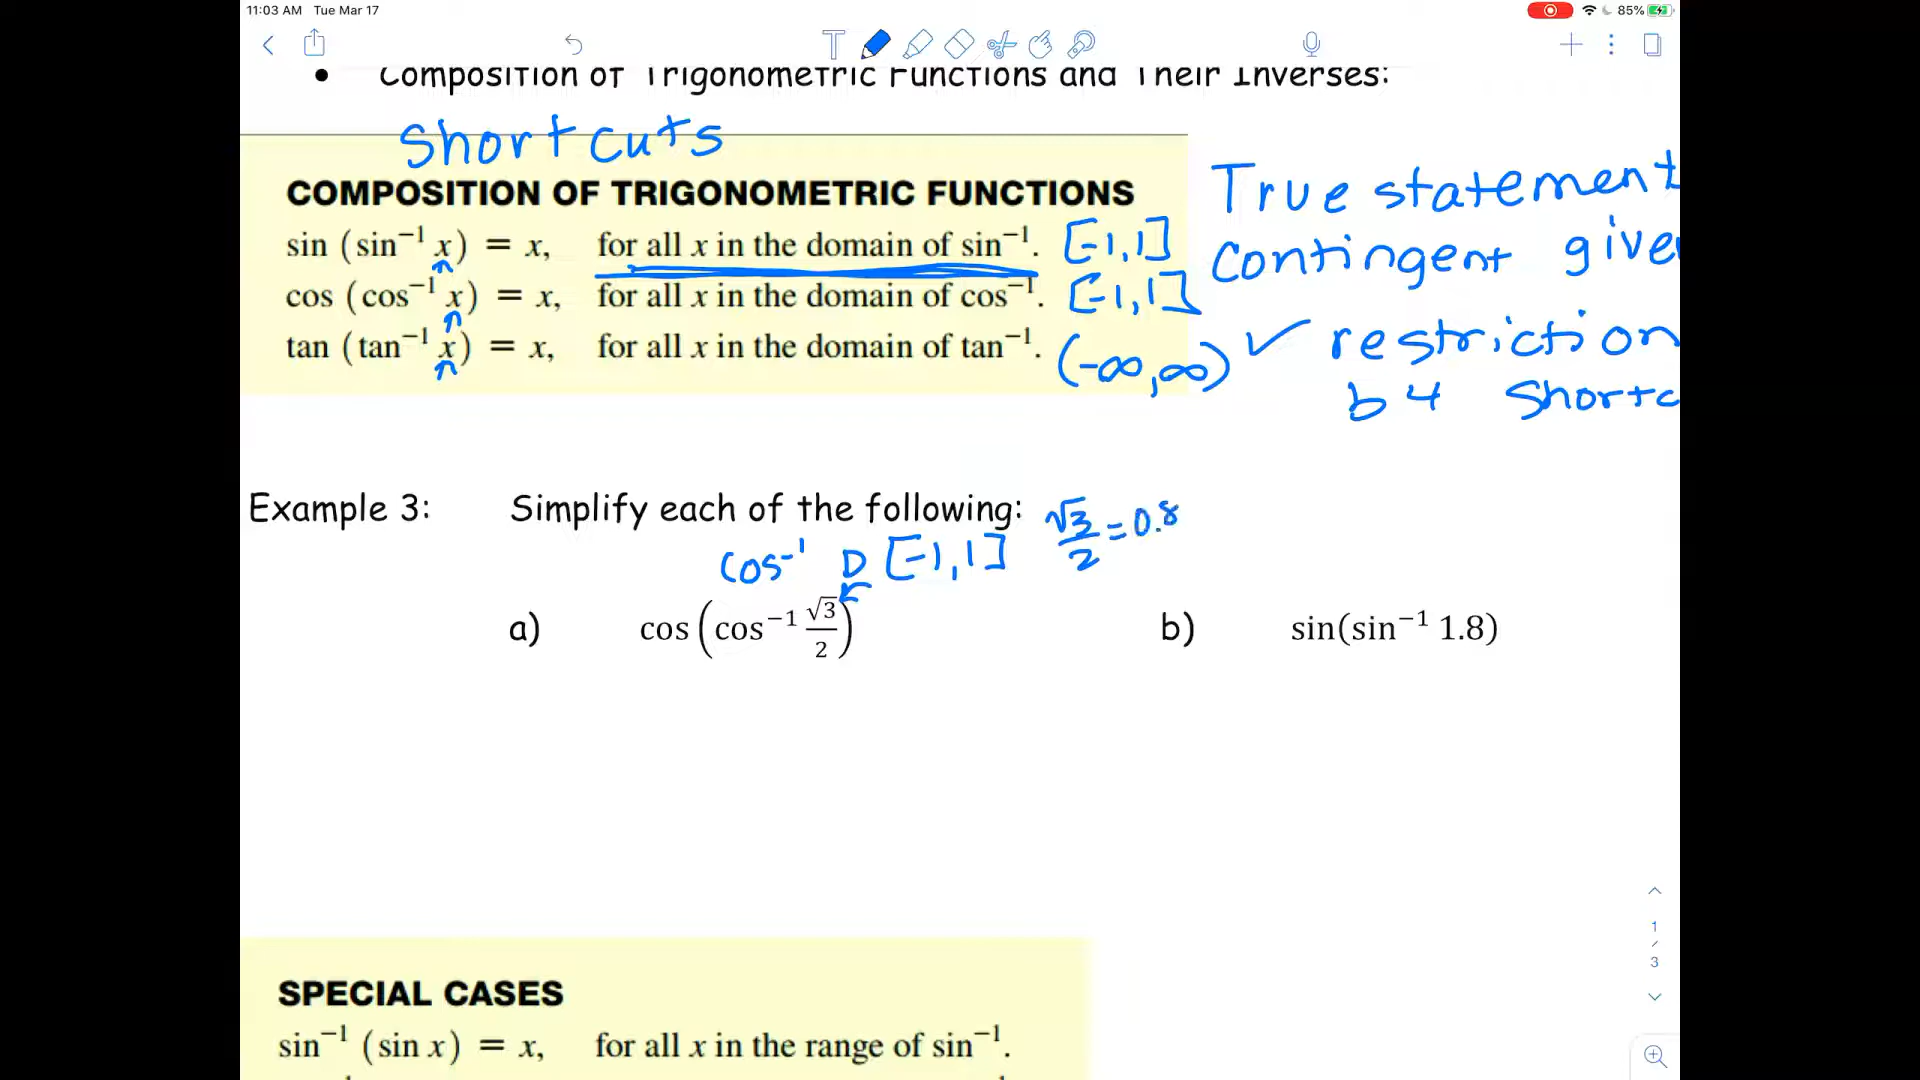 11:03 AM Tue Mar 17 85%
• Composition of Trigonometric Functions and Their Inverses:
Shortcuts
COMPOSITION OF TRIGONOMETRIC FUNCTIONS
sin (sin⁻¹ x) = x, for all x in the domain of sin⁻¹. [-1,1]
cos (cos⁻¹ x) = x, for all x in the domain of cos⁻¹. [-1,1]
tan (tan⁻¹ x) = x, for all x in the domain of tan⁻¹. (-∞,∞)
True statement
contingent give
✓ restriction
b4 shortc
Example 3: Simplify each of the following: √3/2 = 0.8
cos⁻¹ D [-1,1]
a) cos(cos⁻¹ √3/2) b) sin(sin⁻¹ 1.8)
1
/
3
SPECIAL CASES
sin⁻¹ (sin x) = x, for all x in the range of sin⁻¹.